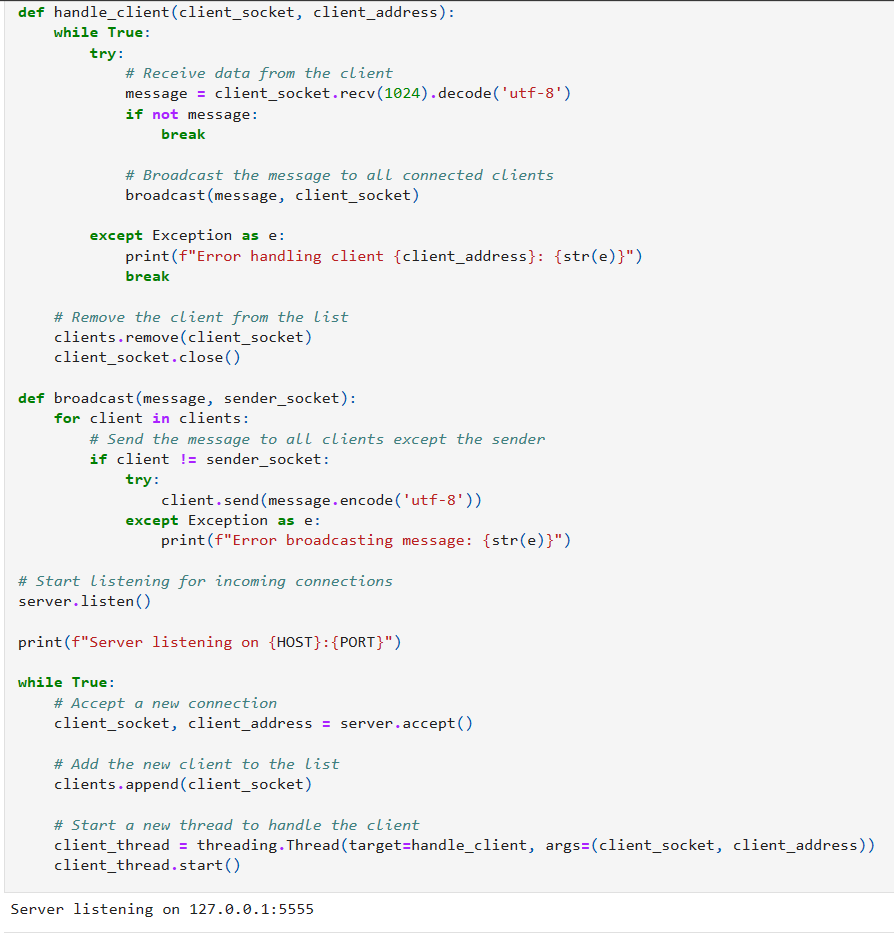 def handle_client(client_socket, client_address):
    while True:
        try:
            # Receive data from the client
            message = client_socket.recv(1024).decode('utf-8')
            if not message:
                break

            # Broadcast the message to all connected clients
            broadcast(message, client_socket)

        except Exception as e:
            print(f"Error handling client {client_address}: {str(e)}")
            break

    # Remove the client from the list
    clients.remove(client_socket)
    client_socket.close()

def broadcast(message, sender_socket):
    for client in clients:
        # Send the message to all clients except the sender
        if client != sender_socket:
            try:
                client.send(message.encode('utf-8'))
            except Exception as e:
                print(f"Error broadcasting message: {str(e)}")

# Start listening for incoming connections
server.listen()

print(f"Server listening on {HOST}:{PORT}")

while True:
    # Accept a new connection
    client_socket, client_address = server.accept()

    # Add the new client to the list
    clients.append(client_socket)

    # Start a new thread to handle the client
    client_thread = threading.Thread(target=handle_client, args=(client_socket, client_address))
    client_thread.start()

Server listening on 127.0.0.1:5555